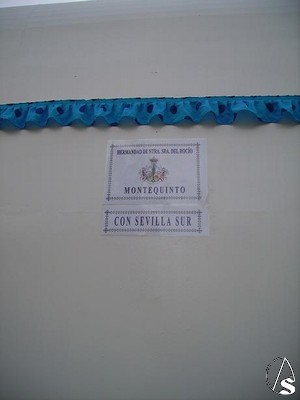 HERMANDAD DE NTRA. SRA. DEL ROCIO
MONTEQUINTO
CON SEVILLA SUR